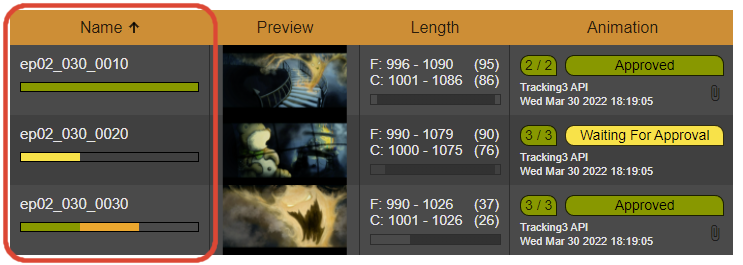 Name ↑ Preview Length Animation
ep02_030_0010
F: 996 - 1090 (95)
C: 1001 - 1086 (86)
2 / 2 Approved
Tracking3 API
Wed Mar 30 2022 18:19:05
ep02_030_0020
F: 990 - 1079 (90)
C: 1000 - 1075 (76)
3 / 3 Waiting For Approval
Tracking3 API
Wed Mar 30 2022 18:19:05
ep02_030_0030
F: 990 - 1026 (37)
C: 1001 - 1026 (26)
3 / 3 Approved
Tracking3 API
Wed Mar 30 2022 18:19:05